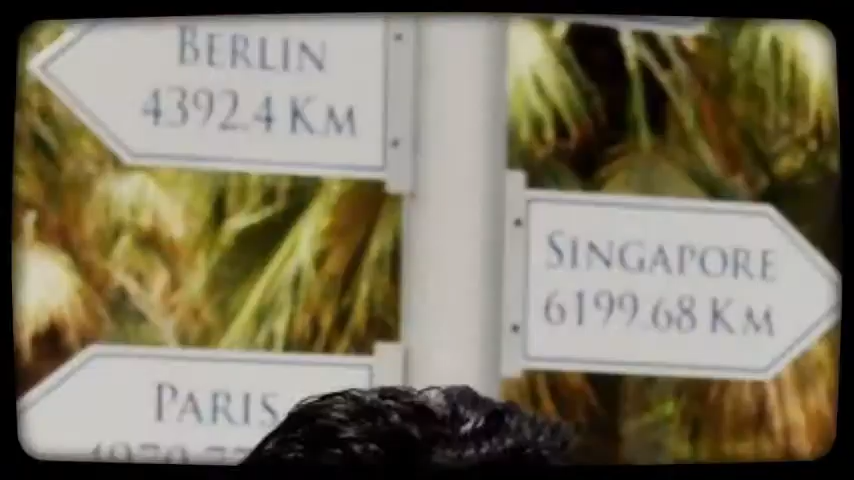 BERLIN
4392.4 KM
SINGAPORE
6199.68 KM
PARIS